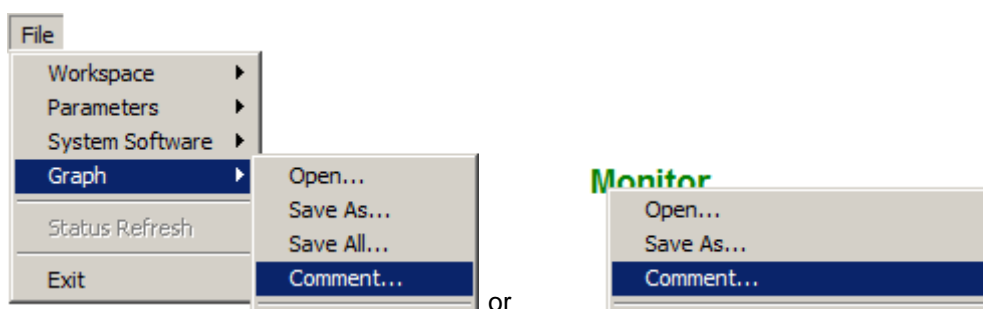 File
Workspace
Parameters
System Software
Graph
Status Refresh
Exit
Open...
Save As...
Save All...
Comment...
or
Monitor
Open...
Save As...
Comment...